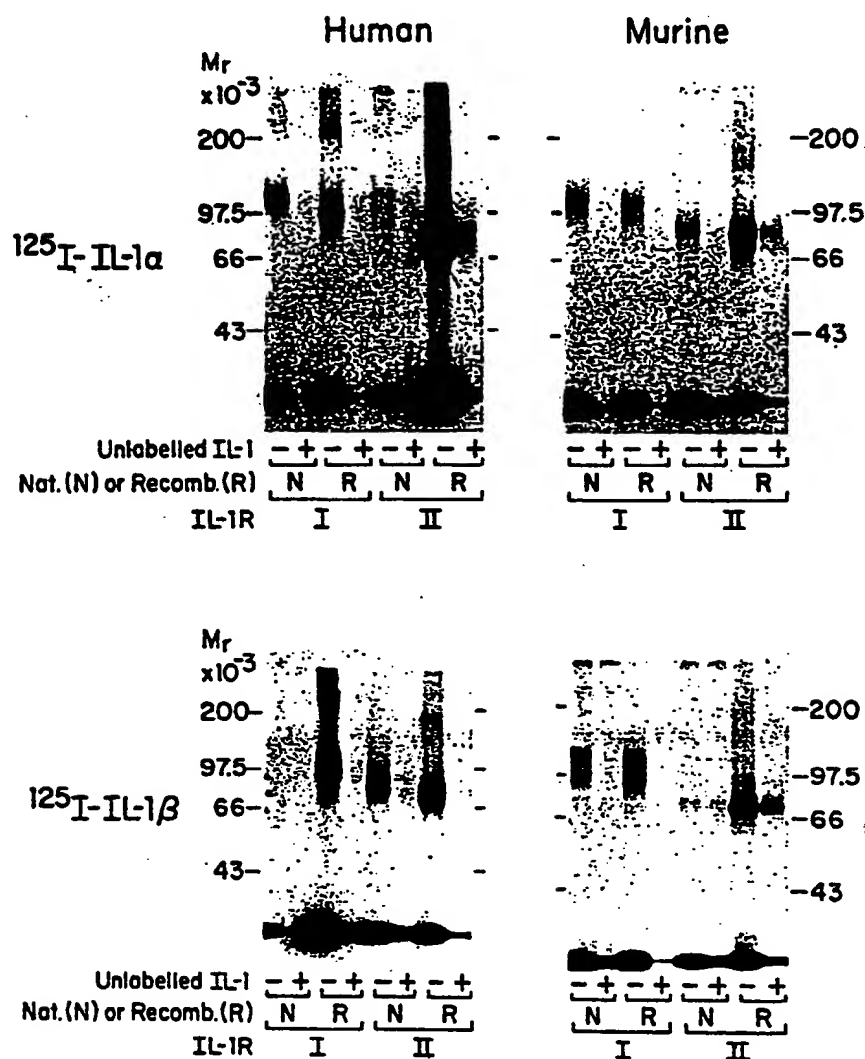 Human Murine
Mr
x10⁻³
200 200
97.5 97.5
¹²⁵I-IL-1α
66 66
43 43
Unlabelled IL-1 - + - + - + - + - + - + - + - +
Nat.(N) or Recomb.(R) N R N R N R N R
IL-1R I II I II
Mr
x10⁻³
200 200
97.5 97.5
¹²⁵I-IL-1β
66 66
43 43
Unlabelled IL-1 - + - + - + - + - + - + - + - +
Nat.(N) or Recomb.(R) N R N R N R N R
IL-1R I II I II